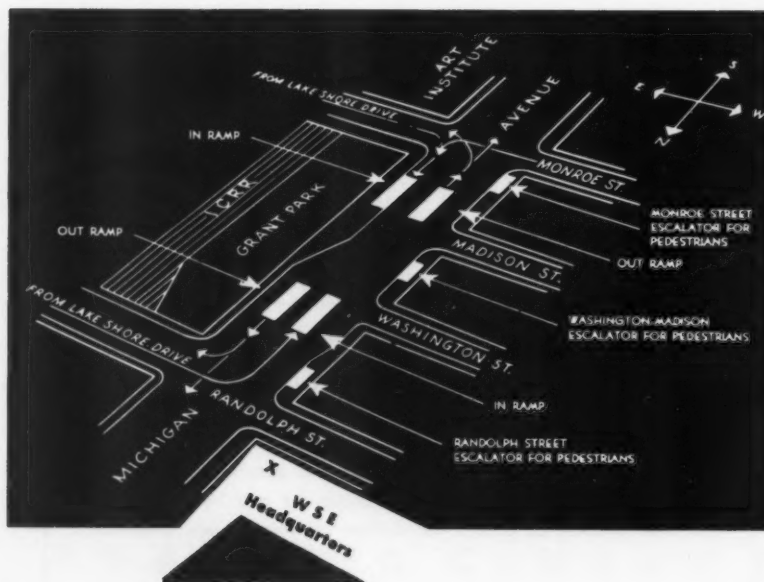 ART
INSTITUTE
FROM LAKE SHORE DRIVE
AVENUE
S
E
W
N
IN RAMP
MONROE ST.
I.C.R.R.
GRANT PARK
MONROE STREET
ESCALATOR FOR
PEDESTRIANS
OUT RAMP
MADISON ST.
OUT RAMP
FROM LAKE SHORE DRIVE
WASHINGTON-MADISON
ESCALATOR FOR PEDESTRIANS
WASHINGTON ST.
IN RAMP
MICHIGAN
RANDOLPH ST.
RANDOLPH STREET
ESCALATOR FOR PEDESTRIANS
X
WSE
Headquarters